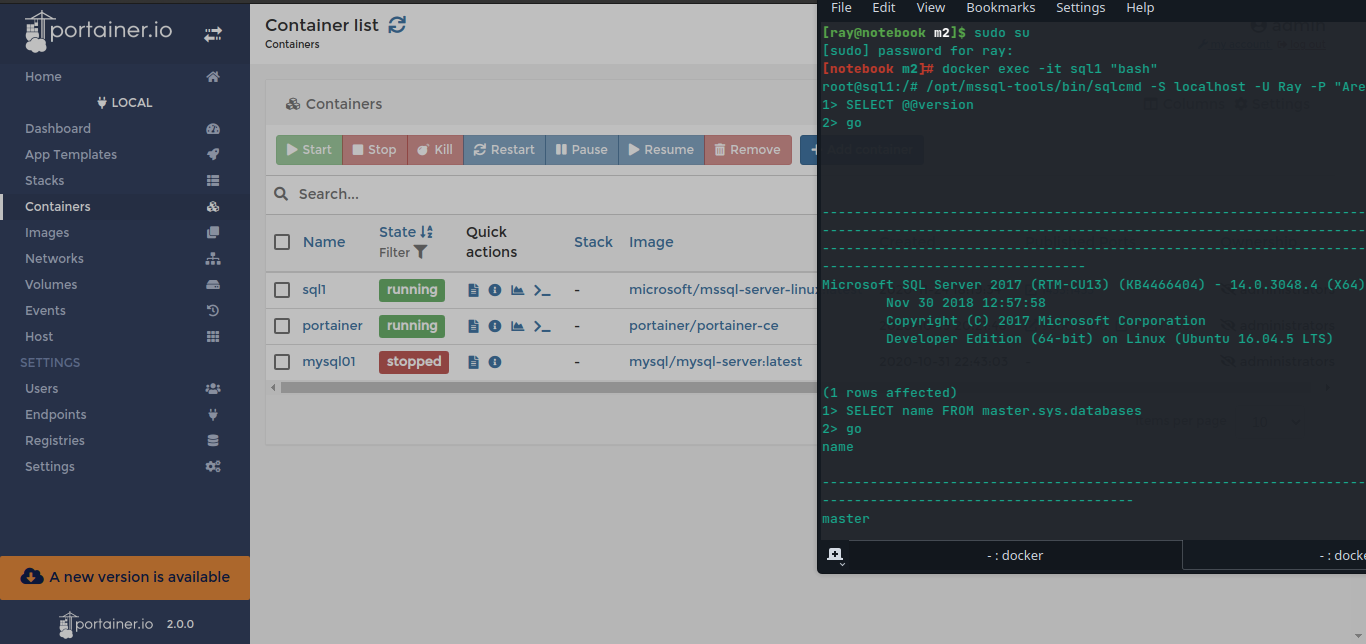 portainer.io
Home
LOCAL
Dashboard
App Templates
Stacks
Containers
Images
Networks
Volumes
Events
Host
SETTINGS
Users
Endpoints
Registries
Settings
A new version is available
portainer.io 2.0.0
Container list
Containers
Containers
Start Stop Kill Restart Pause Resume Remove
Search...
Name State Filter Quick actions Stack Image
sql1 running - microsoft/mssql-server-linux
portainer running - portainer/portainer-ce
mysql01 stopped - mysql/mysql-server:latest
File Edit View Bookmarks Settings Help
[ray@notebook m2]$ sudo su
[sudo] password for ray:
[notebook m2]# docker exec -it sql1 "bash"
root@sql1:/# /opt/mssql-tools/bin/sqlcmd -S localhost -U Ray -P "Are
1> SELECT @@version
2> go
Microsoft SQL Server 2017 (RTM-CU13) (KB4466404) - 14.0.3048.4 (X64)
Nov 30 2018 12:57:58
Copyright (C) 2017 Microsoft Corporation
Developer Edition (64-bit) on Linux (Ubuntu 16.04.5 LTS)
(1 rows affected)
1> SELECT name FROM master.sys.databases
2> go
name
master
- : docker
- : docke